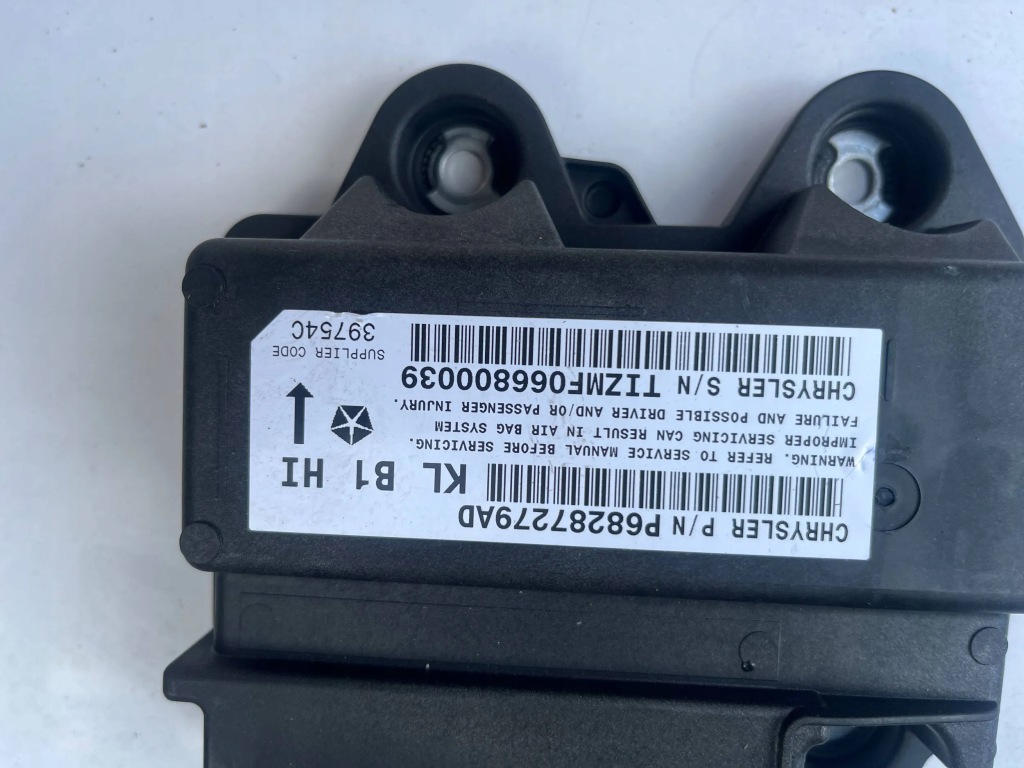 CHRYSLER P/N P68287279AD
KL B1 HI
WARNING. REFER TO SERVICE MANUAL BEFORE SERVICING.
IMPROPER SERVICING CAN RESULT IN AIR BAG SYSTEM
FAILURE AND POSSIBLE DRIVER AND/OR PASSENGER INJURY.
CHRYSLER S/N TIZMF066800039
SUPPLIER CODE
39754C